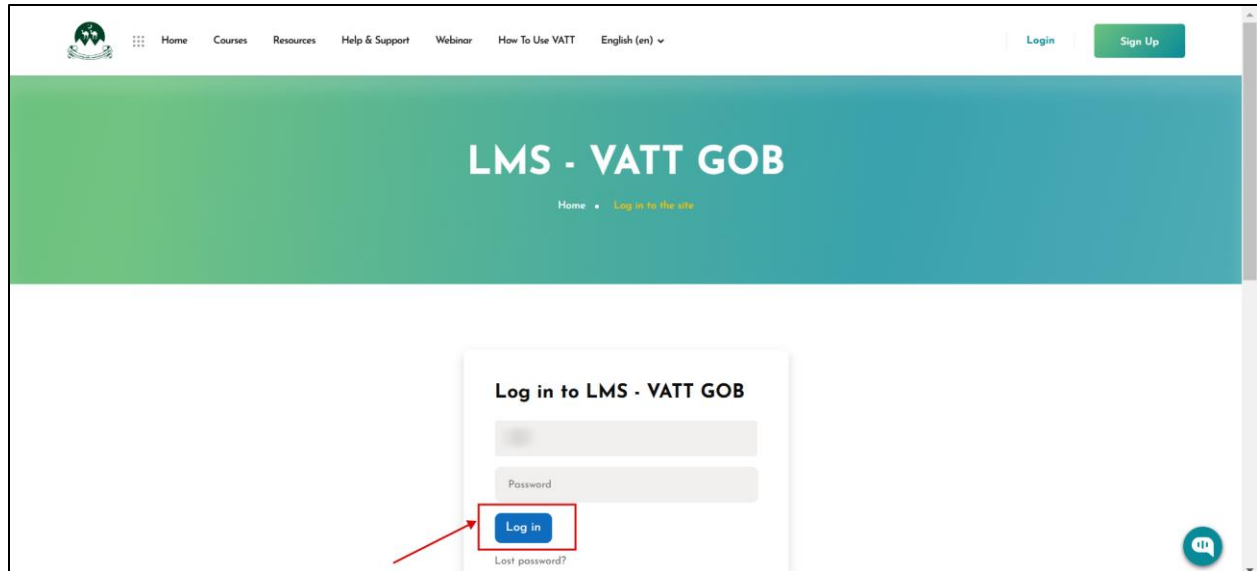 Home Courses Resources Help & Support Webinar How To Use VATT English (en) Login Sign Up
LMS - VATT GOB
Home • Log in to the site
Log in to LMS - VATT GOB
Password
Log in
Lost password?